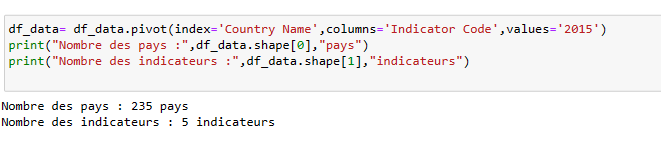 df_data= df_data.pivot(index='Country Name',columns='Indicator Code',values='2015')
print("Nombre des pays :",df_data.shape[0],"pays")
print("Nombre des indicateurs :",df_data.shape[1],"indicateurs")
Nombre des pays : 235 pays
Nombre des indicateurs : 5 indicateurs